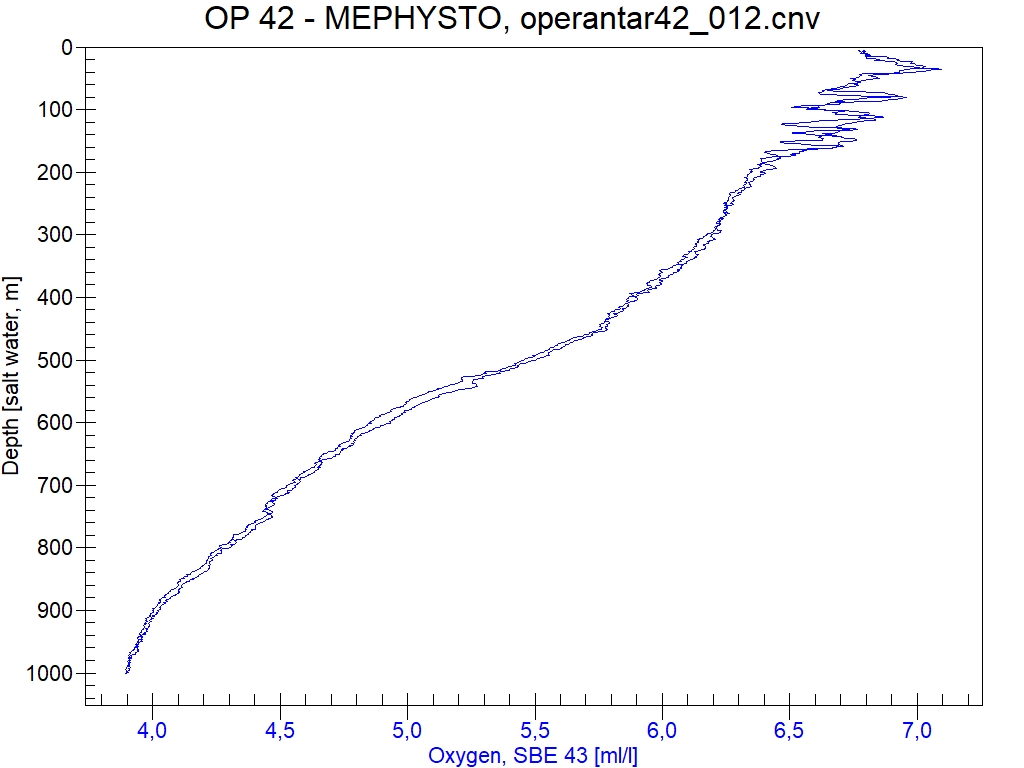 OP 42 - MEPHYSTO, operantar42_012.cnv
0
100
200
300
400
500
600
700
800
900
1000
Depth [salt water, m]
4,0 4,5 5,0 5,5 6,0 6,5 7,0
Oxygen, SBE 43 [ml/l]